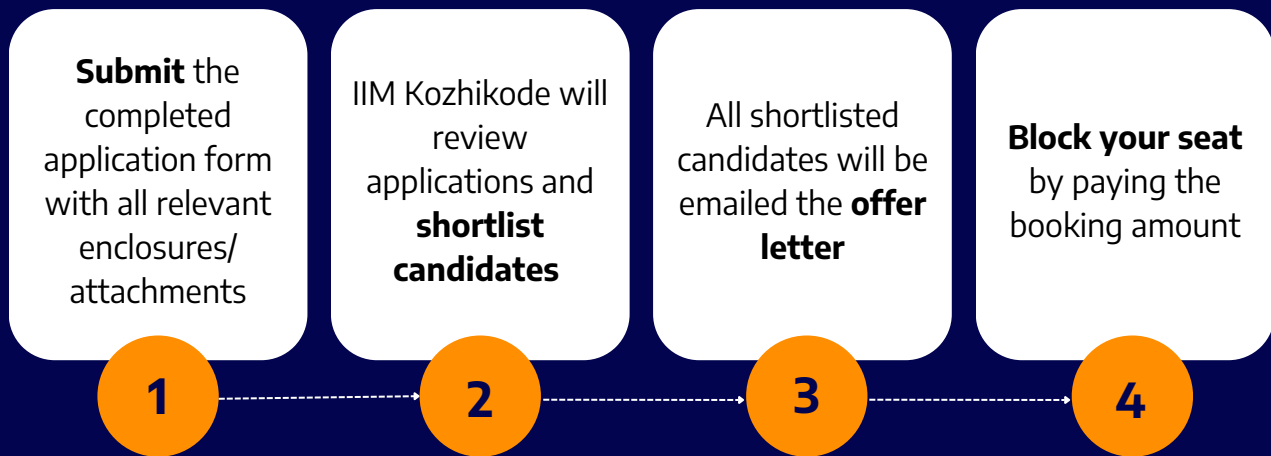 Submit the
completed
application form
with all relevant
enclosures/
attachments
1
IIM Kozhikode will
review
applications and
shortlist
candidates
2
All shortlisted
candidates will be
emailed the offer
letter
3
Block your seat
by paying the
booking amount
4